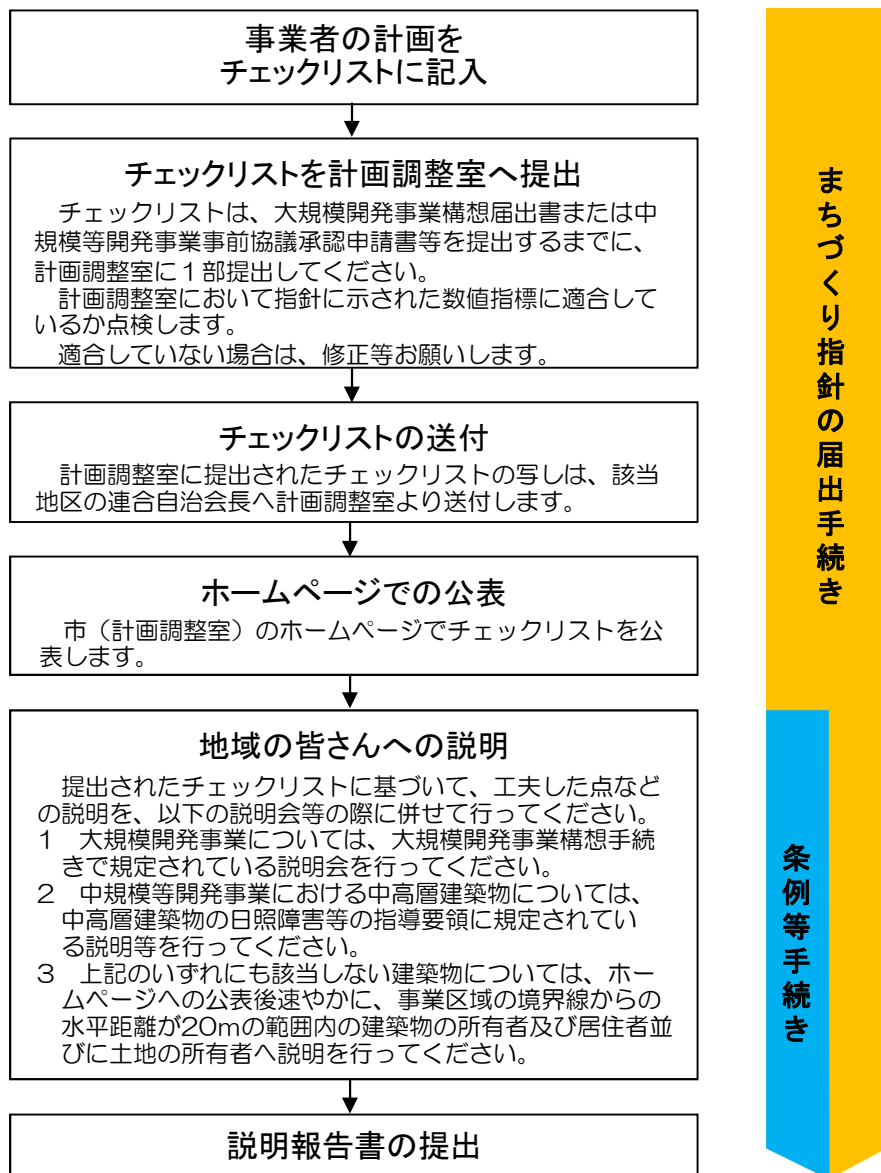 事業者の計画を
チェックリストに記入
チェックリストを計画調整室へ提出
チェックリストは、大規模開発事業構想届出書または中
規模等開発事業事前協議承認申請書等を提出するまでに、
計画調整室に１部提出してください。
計画調整室において指針に示された数値指標に適合して
いるか点検します。
適合していない場合は、修正等お願いします。
チェックリストの送付
計画調整室に提出されたチェックリストの写しは、該当
地区の連合自治会長へ計画調整室より送付します。
ホームページでの公表
市（計画調整室）のホームページでチェックリストを公
表します。
地域の皆さんへの説明
提出されたチェックリストに基づいて、工夫した点など
の説明を、以下の説明会等の際に併せて行ってください。
１　大規模開発事業については、大規模開発事業構想手続
きで規定されている説明会を行ってください。
２　中規模等開発事業における中高層建築物については、
中高層建築物の日照障害等の指導要領に規定されてい
る説明等を行ってください。
３　上記のいずれにも該当しない建築物については、ホー
ムページへの公表後速やかに、事業区域の境界線からの
水平距離が20mの範囲内の建築物の所有者及び居住者並
びに土地の所有者へ説明を行ってください。
説明報告書の提出
まちづくり指針の届出手続き
条例等手続き